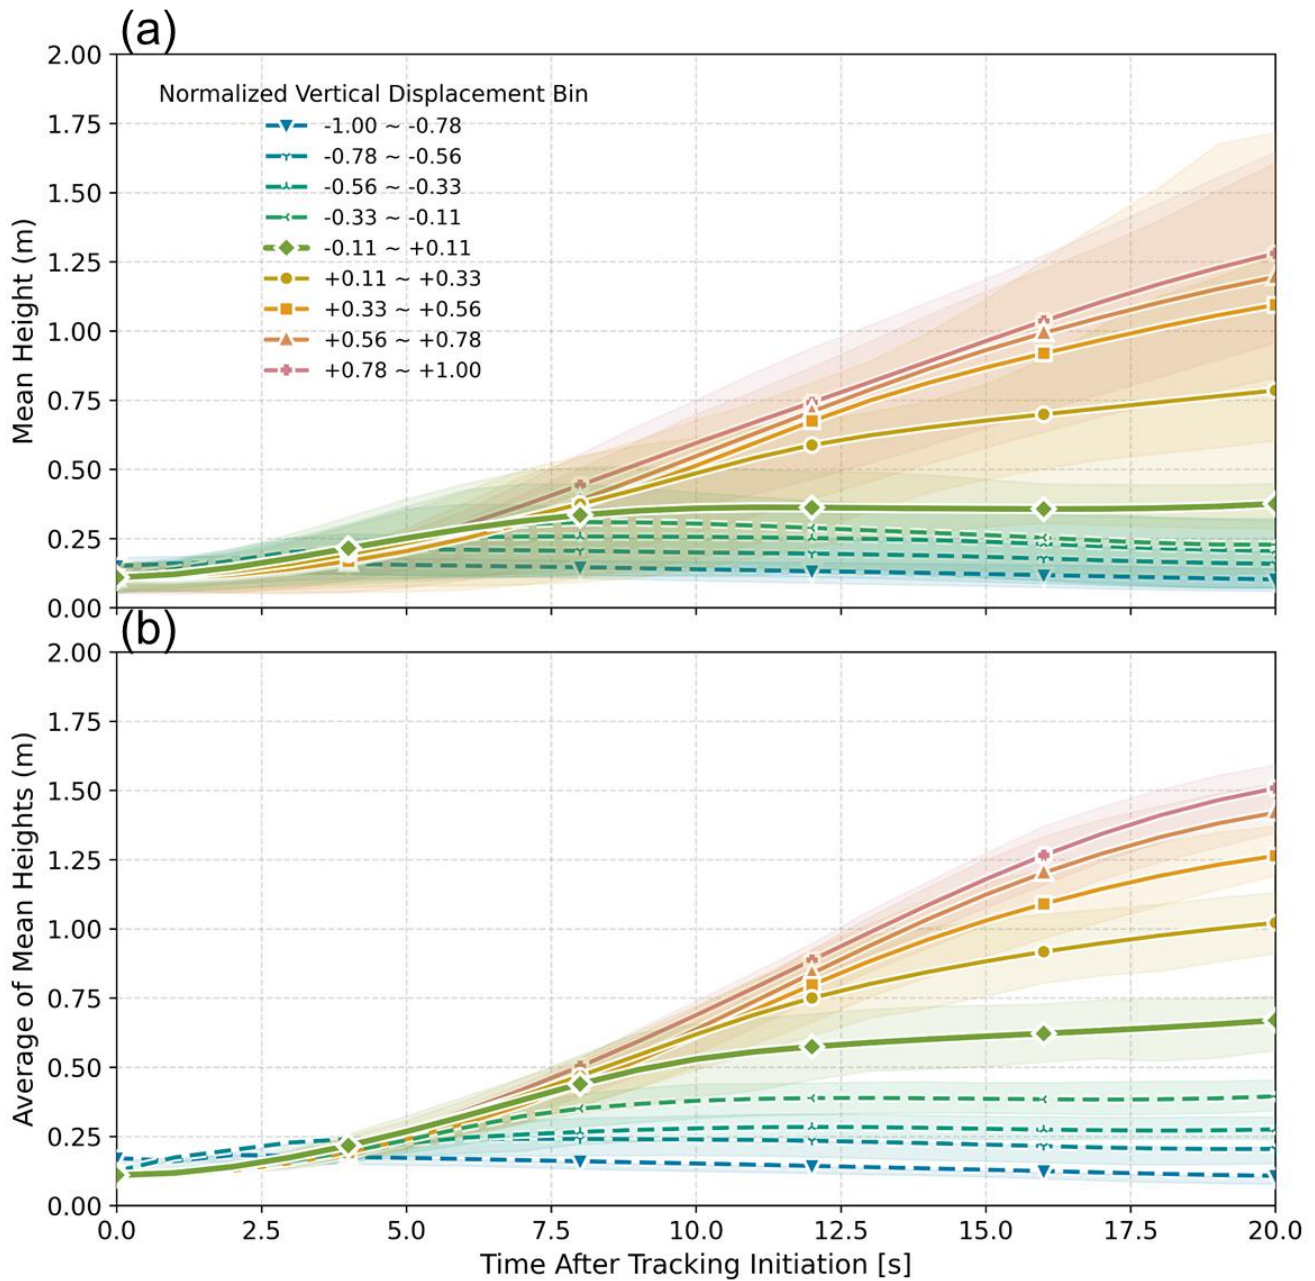 (a)
2.00
1.75
1.50
1.25
1.00
0.75
0.50
0.25
0.00
Mean Height (m)
Normalized Vertical Displacement Bin
-1.00 ~ -0.78
-0.78 ~ -0.56
-0.56 ~ -0.33
-0.33 ~ -0.11
-0.11 ~ +0.11
+0.11 ~ +0.33
+0.33 ~ +0.56
+0.56 ~ +0.78
+0.78 ~ +1.00
(b)
2.00
1.75
1.50
1.25
1.00
0.75
0.50
0.25
0.00
Average of Mean Heights (m)
0.0 2.5 5.0 7.5 10.0 12.5 15.0 17.5 20.0
Time After Tracking Initiation [s]